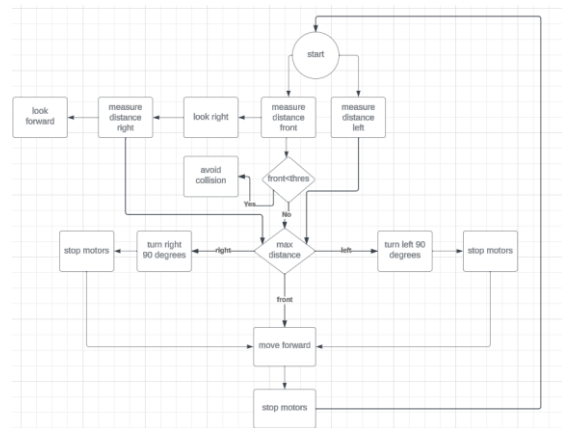 start
look
forward
measure
distance
right
look right
measure
distance
front
measure
distance
left
avoid
collision
front<thres
Yes
No
stop motors
turn right
90 degrees
right
max
distance
left
turn left 90
degrees
stop motors
front
move forward
stop motors